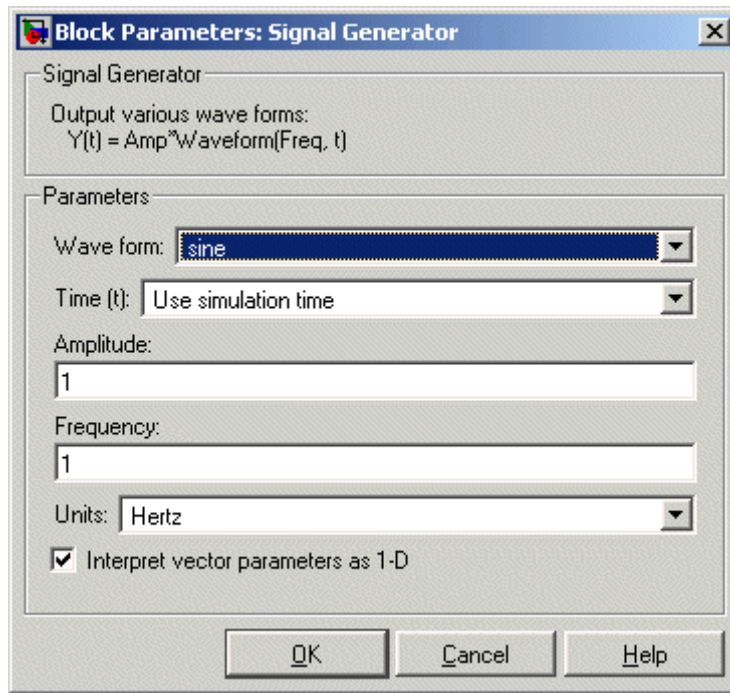 Block Parameters: Signal Generator
Signal Generator
Output various wave forms:
Y(t) = Amp*Waveform(Freq, t)
Parameters
Wave form: sine
Time (t): Use simulation time
Amplitude:
1
Frequency:
1
Units: Hertz
Interpret vector parameters as 1-D
OK Cancel Help